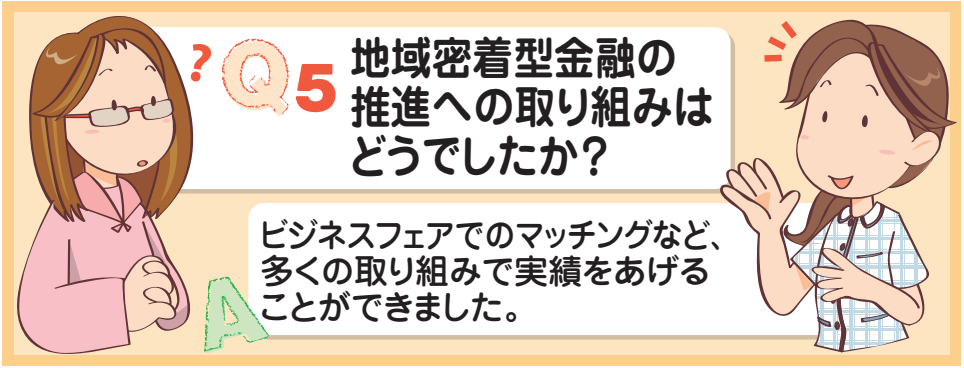 ?
Q5
地域密着型金融の
推進への取り組みは
どうでしたか?
A
ビジネスフェアでのマッチングなど、
多くの取り組みで実績をあげる
ことができました。